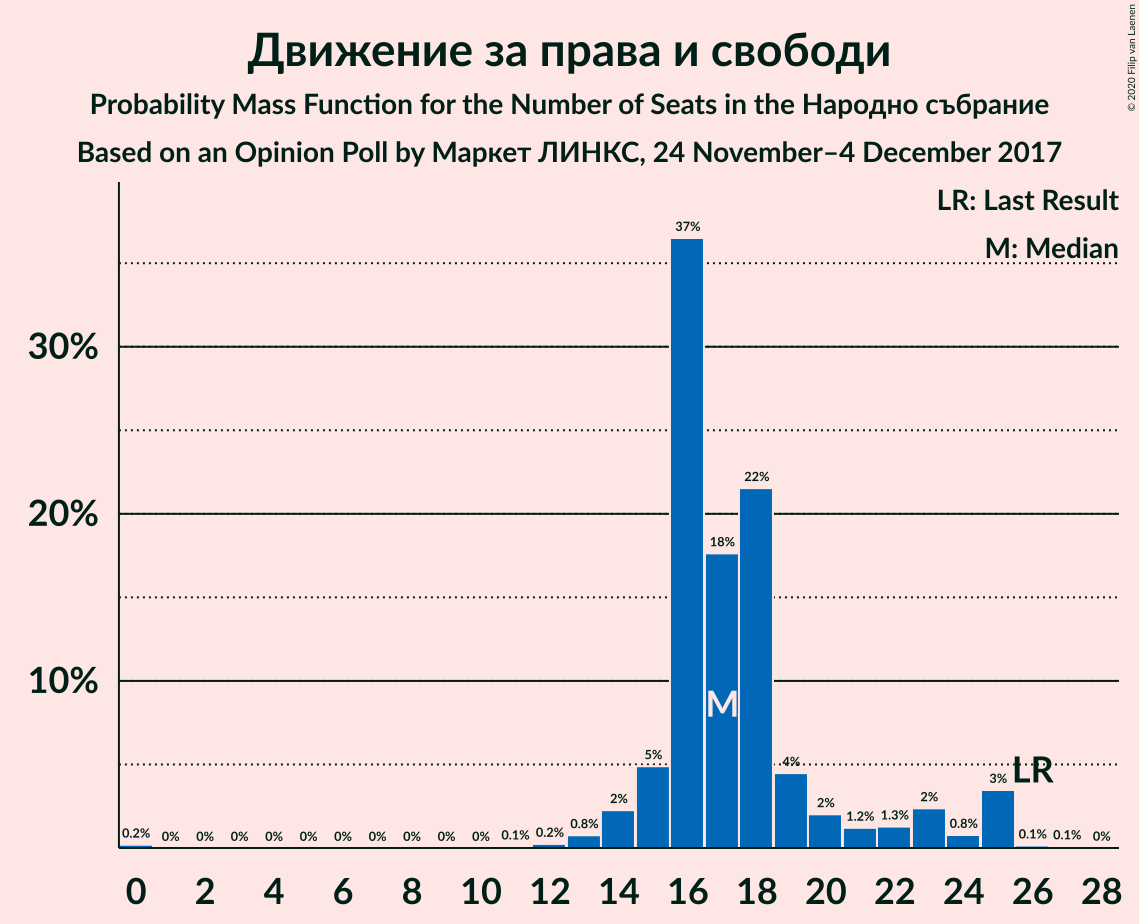 Движение за права и свободи
Probability Mass Function for the Number of Seats in the Народно събрание
Based on an Opinion Poll by Маркет ЛИНКС, 24 November–4 December 2017
© 2020 Filip van Laenen
LR: Last Result
M: Median
30%
20%
10%
0.2% 0% 0% 0% 0% 0% 0% 0% 0% 0% 0% 0.1% 0.2% 0.8% 2% 5% 37% 18% 22% 4% 2% 1.2% 1.3% 2% 0.8% 3% 0.1% 0.1% 0%
M
LR
0 2 4 6 8 10 12 14 16 18 20 22 24 26 28